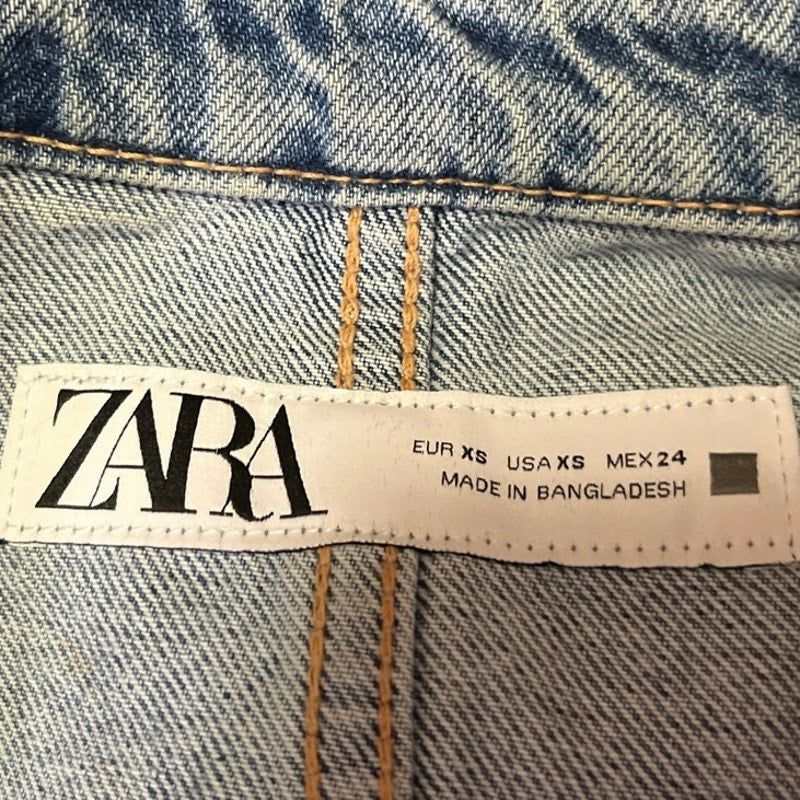 ZARA
EUR XS USA XS MEX 24
MADE IN BANGLADESH